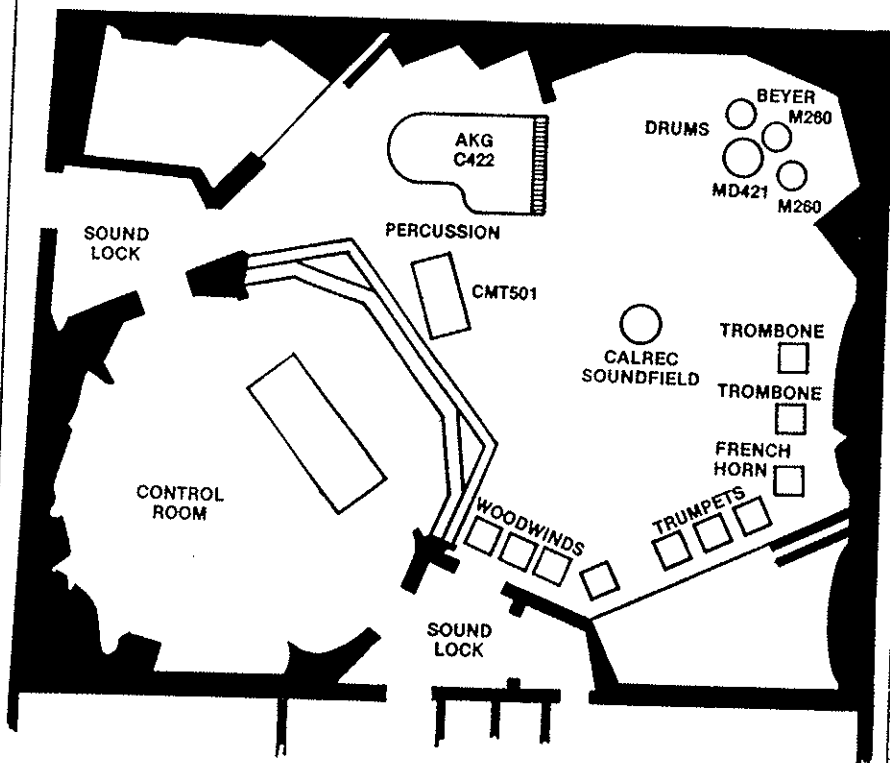 BEYER
M260
DRUMS
AKG
C422
MD421
M260
PERCUSSION
SOUND
LOCK
CMT501
TROMBONE
CALREC
SOUNDFIELD
TROMBONE
FRENCH
HORN
CONTROL
ROOM
WOODWINDS
TRUMPETS
SOUND
LOCK